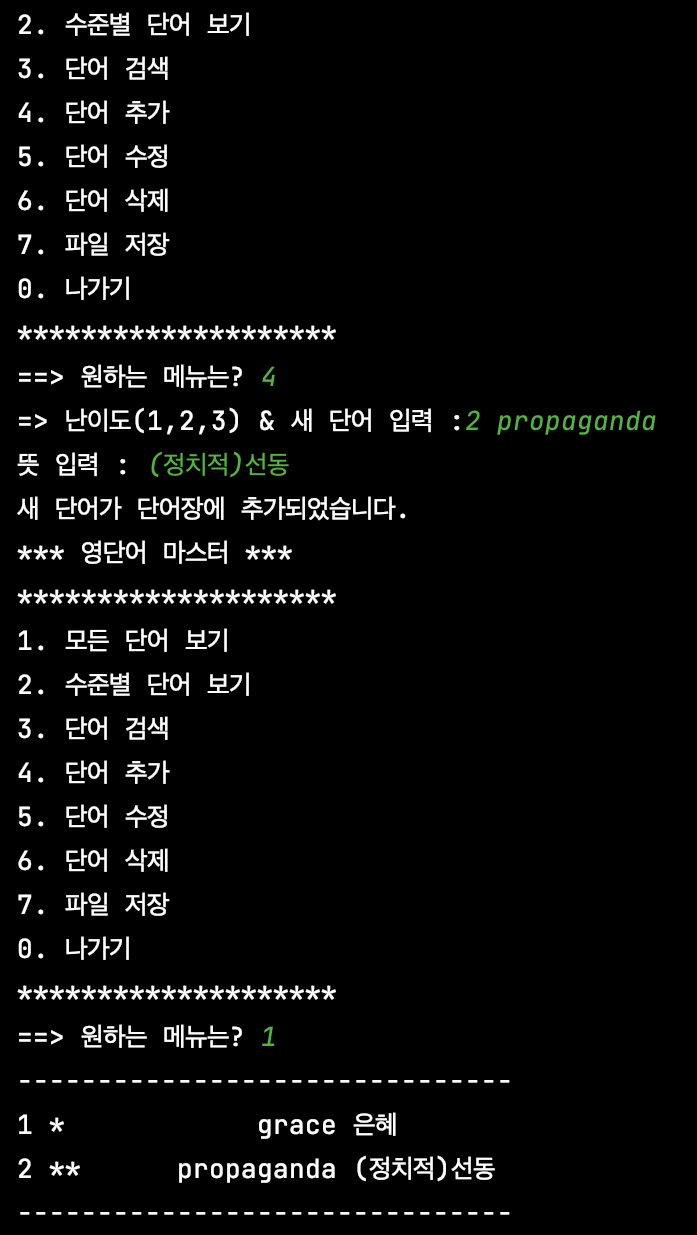 2. 수준별 단어 보기
3. 단어 검색
4. 단어 추가
5. 단어 수정
6. 단어 삭제
7. 파일 저장
0. 나가기
********************
==> 원하는 메뉴는? 4
=> 난이도(1,2,3) & 새 단어 입력 :2 propaganda
뜻 입력 : (정치적)선동
새 단어가 단어장에 추가되었습니다.
*** 영단어 마스터 ***
********************
1. 모든 단어 보기
2. 수준별 단어 보기
3. 단어 검색
4. 단어 추가
5. 단어 수정
6. 단어 삭제
7. 파일 저장
0. 나가기
********************
==> 원하는 메뉴는? 1
-------------------------------
1 *            grace 은혜
2 **      propaganda (정치적)선동
-------------------------------